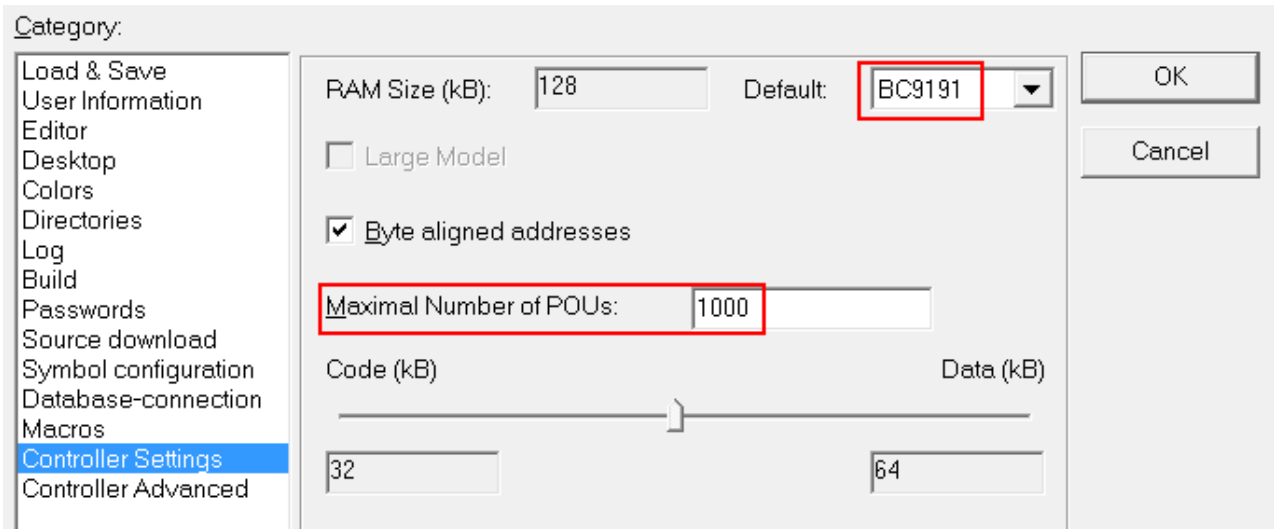 Category:
Load & Save
User Information
Editor
Desktop
Colors
Directories
Log
Build
Passwords
Source download
Symbol configuration
Database-connection
Macros
Controller Settings
Controller Advanced
RAM Size (kB): 128 Default: BC9191
Large Model
Byte aligned addresses
Maximal Number of POUs: 1000
Code (kB) Data (kB)
32 64
OK
Cancel